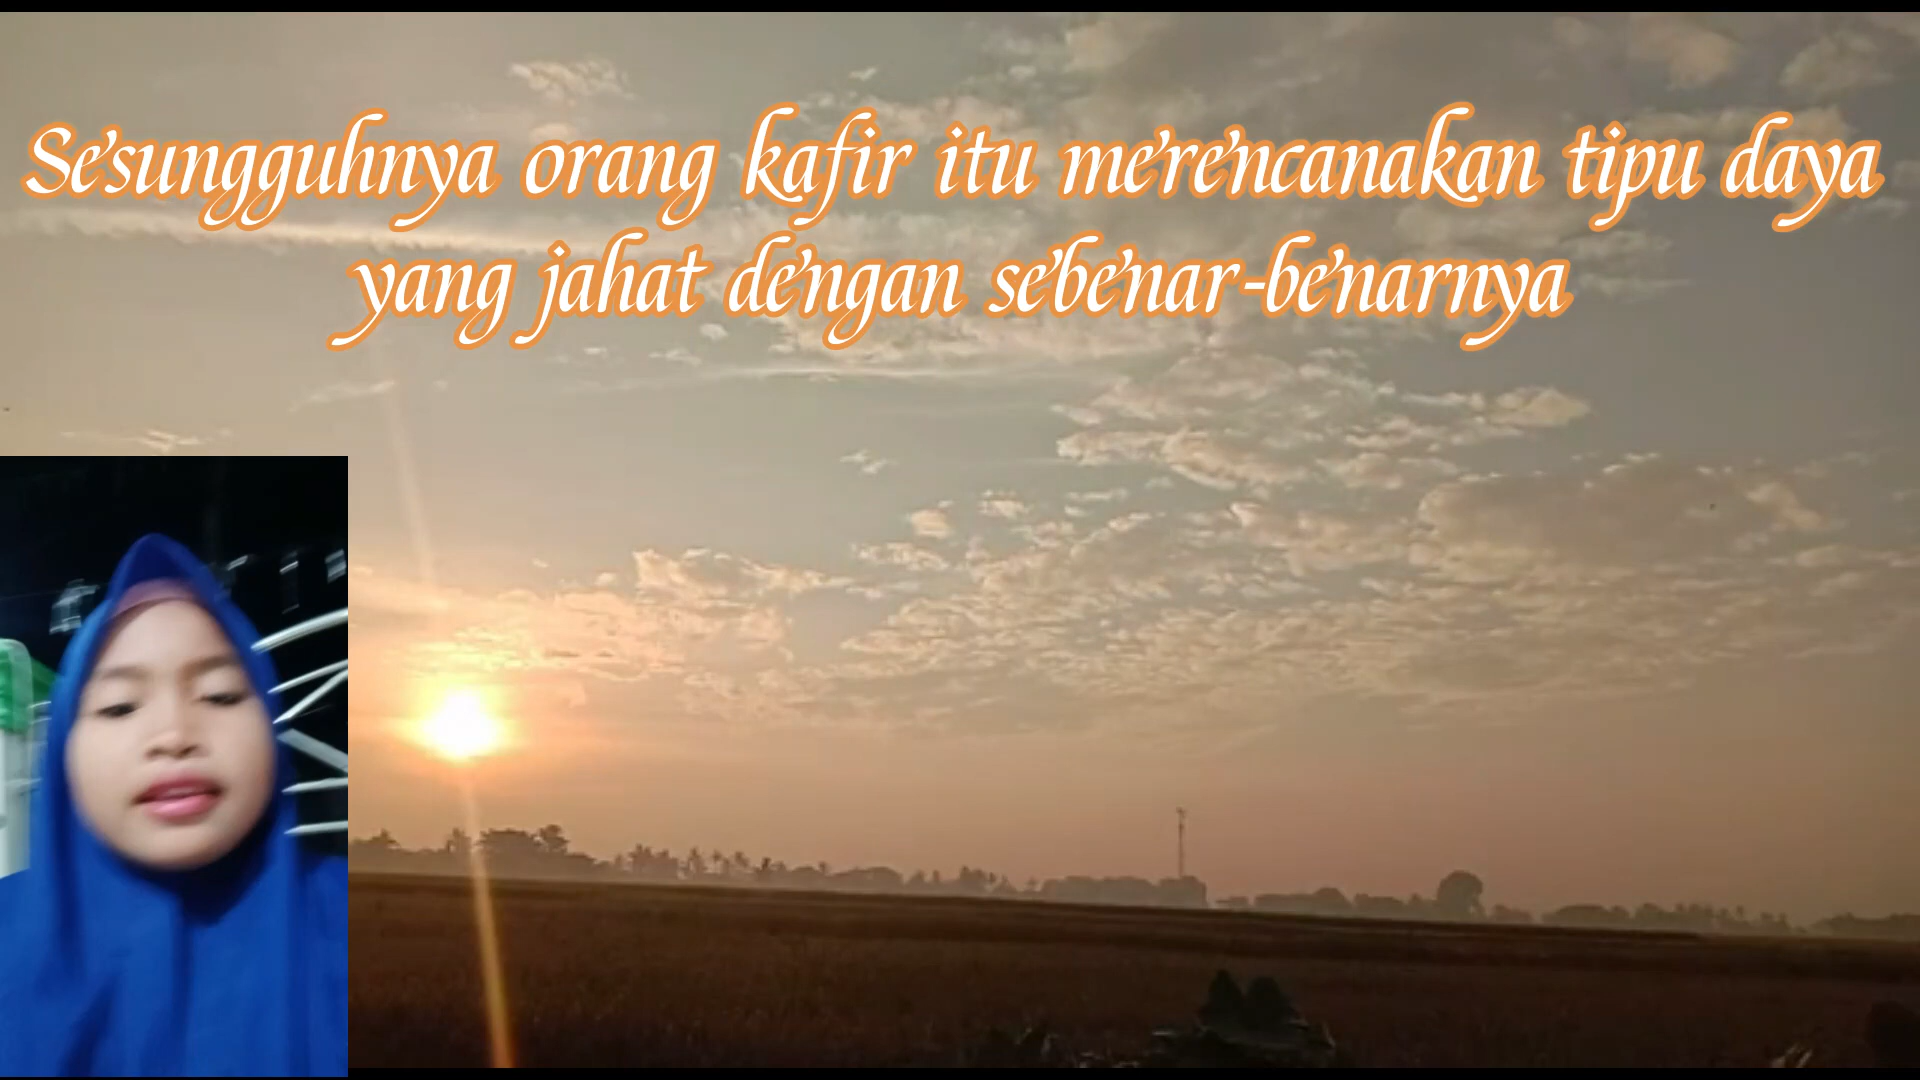 Sesungguhnya orang kafir itu merencanakan tipu daya
yang jahat dengan sebenar-benarnya